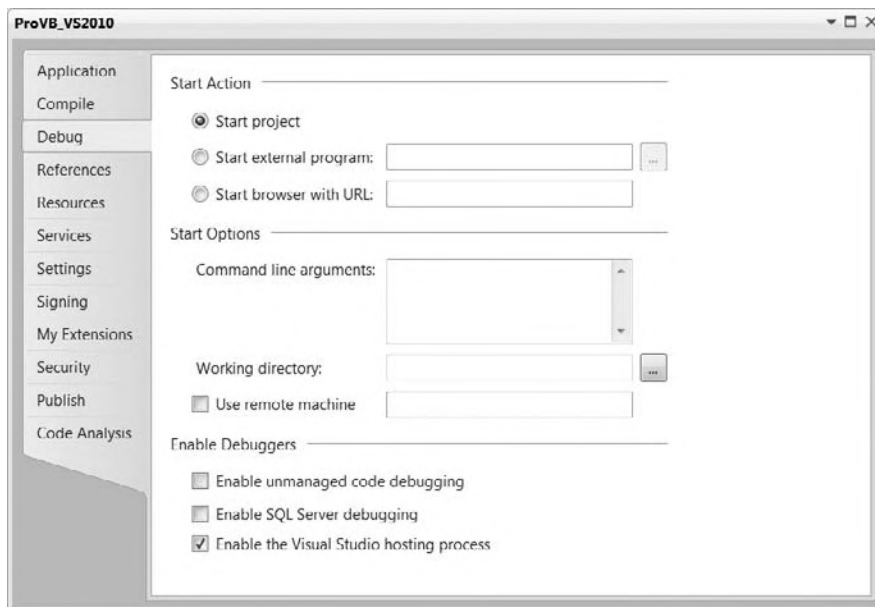 ProVB_VS2010
Application
Compile
Debug
References
Resources
Services
Settings
Signing
My Extensions
Security
Publish
Code Analysis
Start Action
Start project
Start external program:
...
Start browser with URL:
Start Options
Command line arguments:
Working directory:
...
Use remote machine
Enable Debuggers
Enable unmanaged code debugging
Enable SQL Server debugging
Enable the Visual Studio hosting process